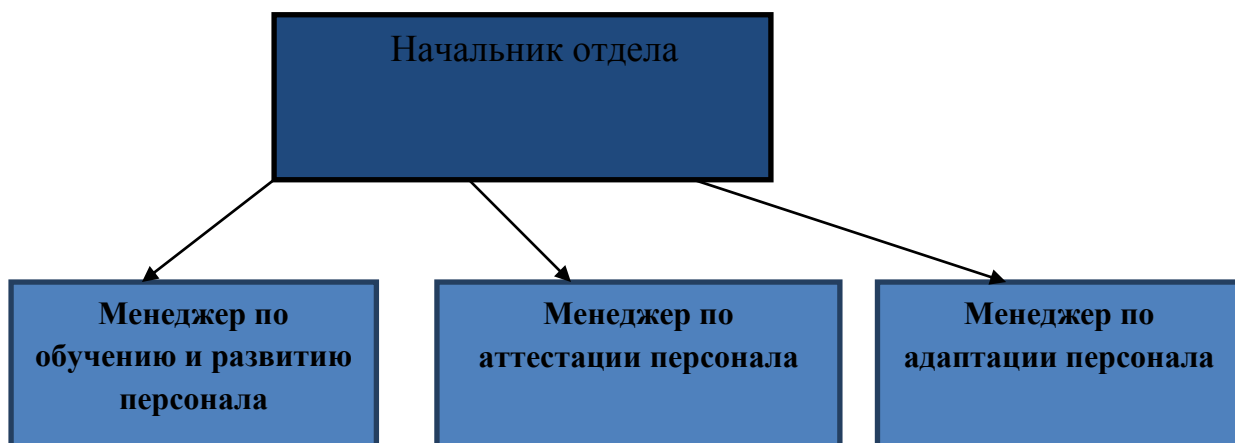 Начальник отдела
Менеджер по
обучению и развитию
персонала
Менеджер по
аттестации персонала
Менеджер по
адаптации персонала